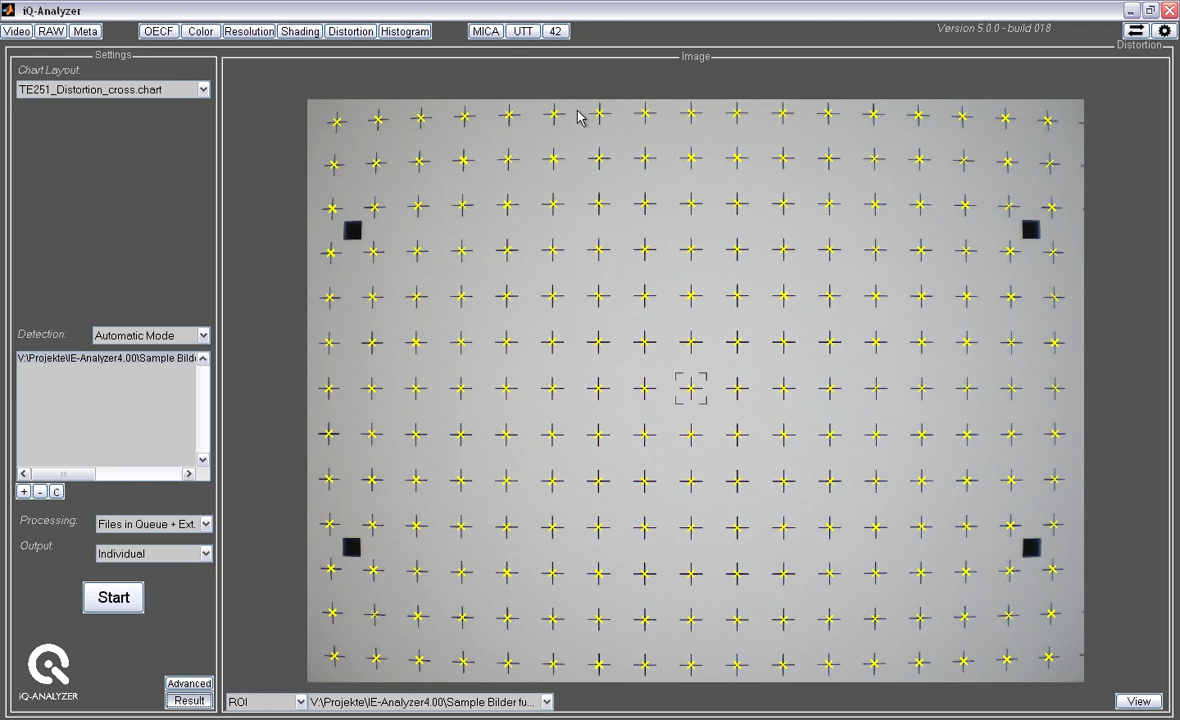 iQ-Analyzer
Video RAW Meta OECF Color Resolution Shading Distortion Histogram MICA UTT 42 Version 5.0.0 - build 018
Distortion
Settings
Image
Chart Layout:
TE251_Distortion_cross.chart
Detection: Automatic Mode
V:\Projekte\IE-Analyzer4.00\Sample Bilde
+ - C
Processing: Files in Queue + Ext.
Output: Individual
Start
iQ-ANALYZER
Advanced
Result
ROI V:\Projekte\IE-Analyzer4.00\Sample Bilder fu... View